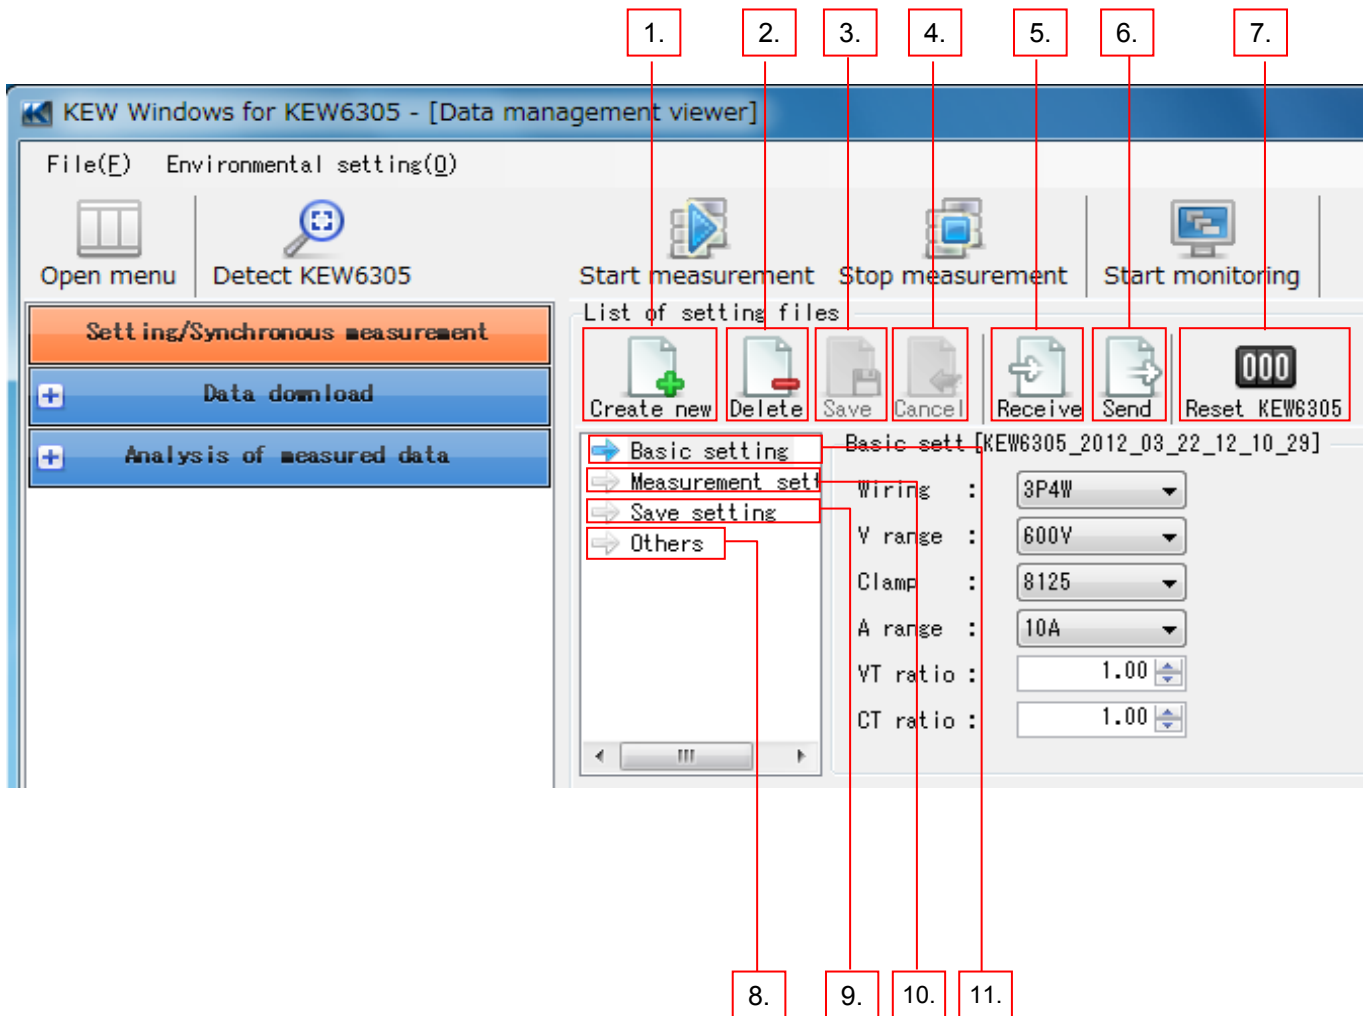 1. 2. 3. 4. 5. 6. 7.
KEW Windows for KEW6305 - [Data management viewer]
File(F) Environmental setting(O)
Open menu Detect KEW6305 Start measurement Stop measurement Start monitoring
List of setting files
Setting/Synchronous measurement
Data download
Analysis of measured data
000
Create new Delete Save Cancel Receive Send Reset KEW6305
Basic setting
Measurement sett
Save setting
Others
Basic sett [KEW6305_2012_03_22_12_10_29]
Wiring : 3P4W
V range : 600V
Clamp : 8125
A range : 10A
VT ratio : 1.00
CT ratio : 1.00
8. 9. 10. 11.